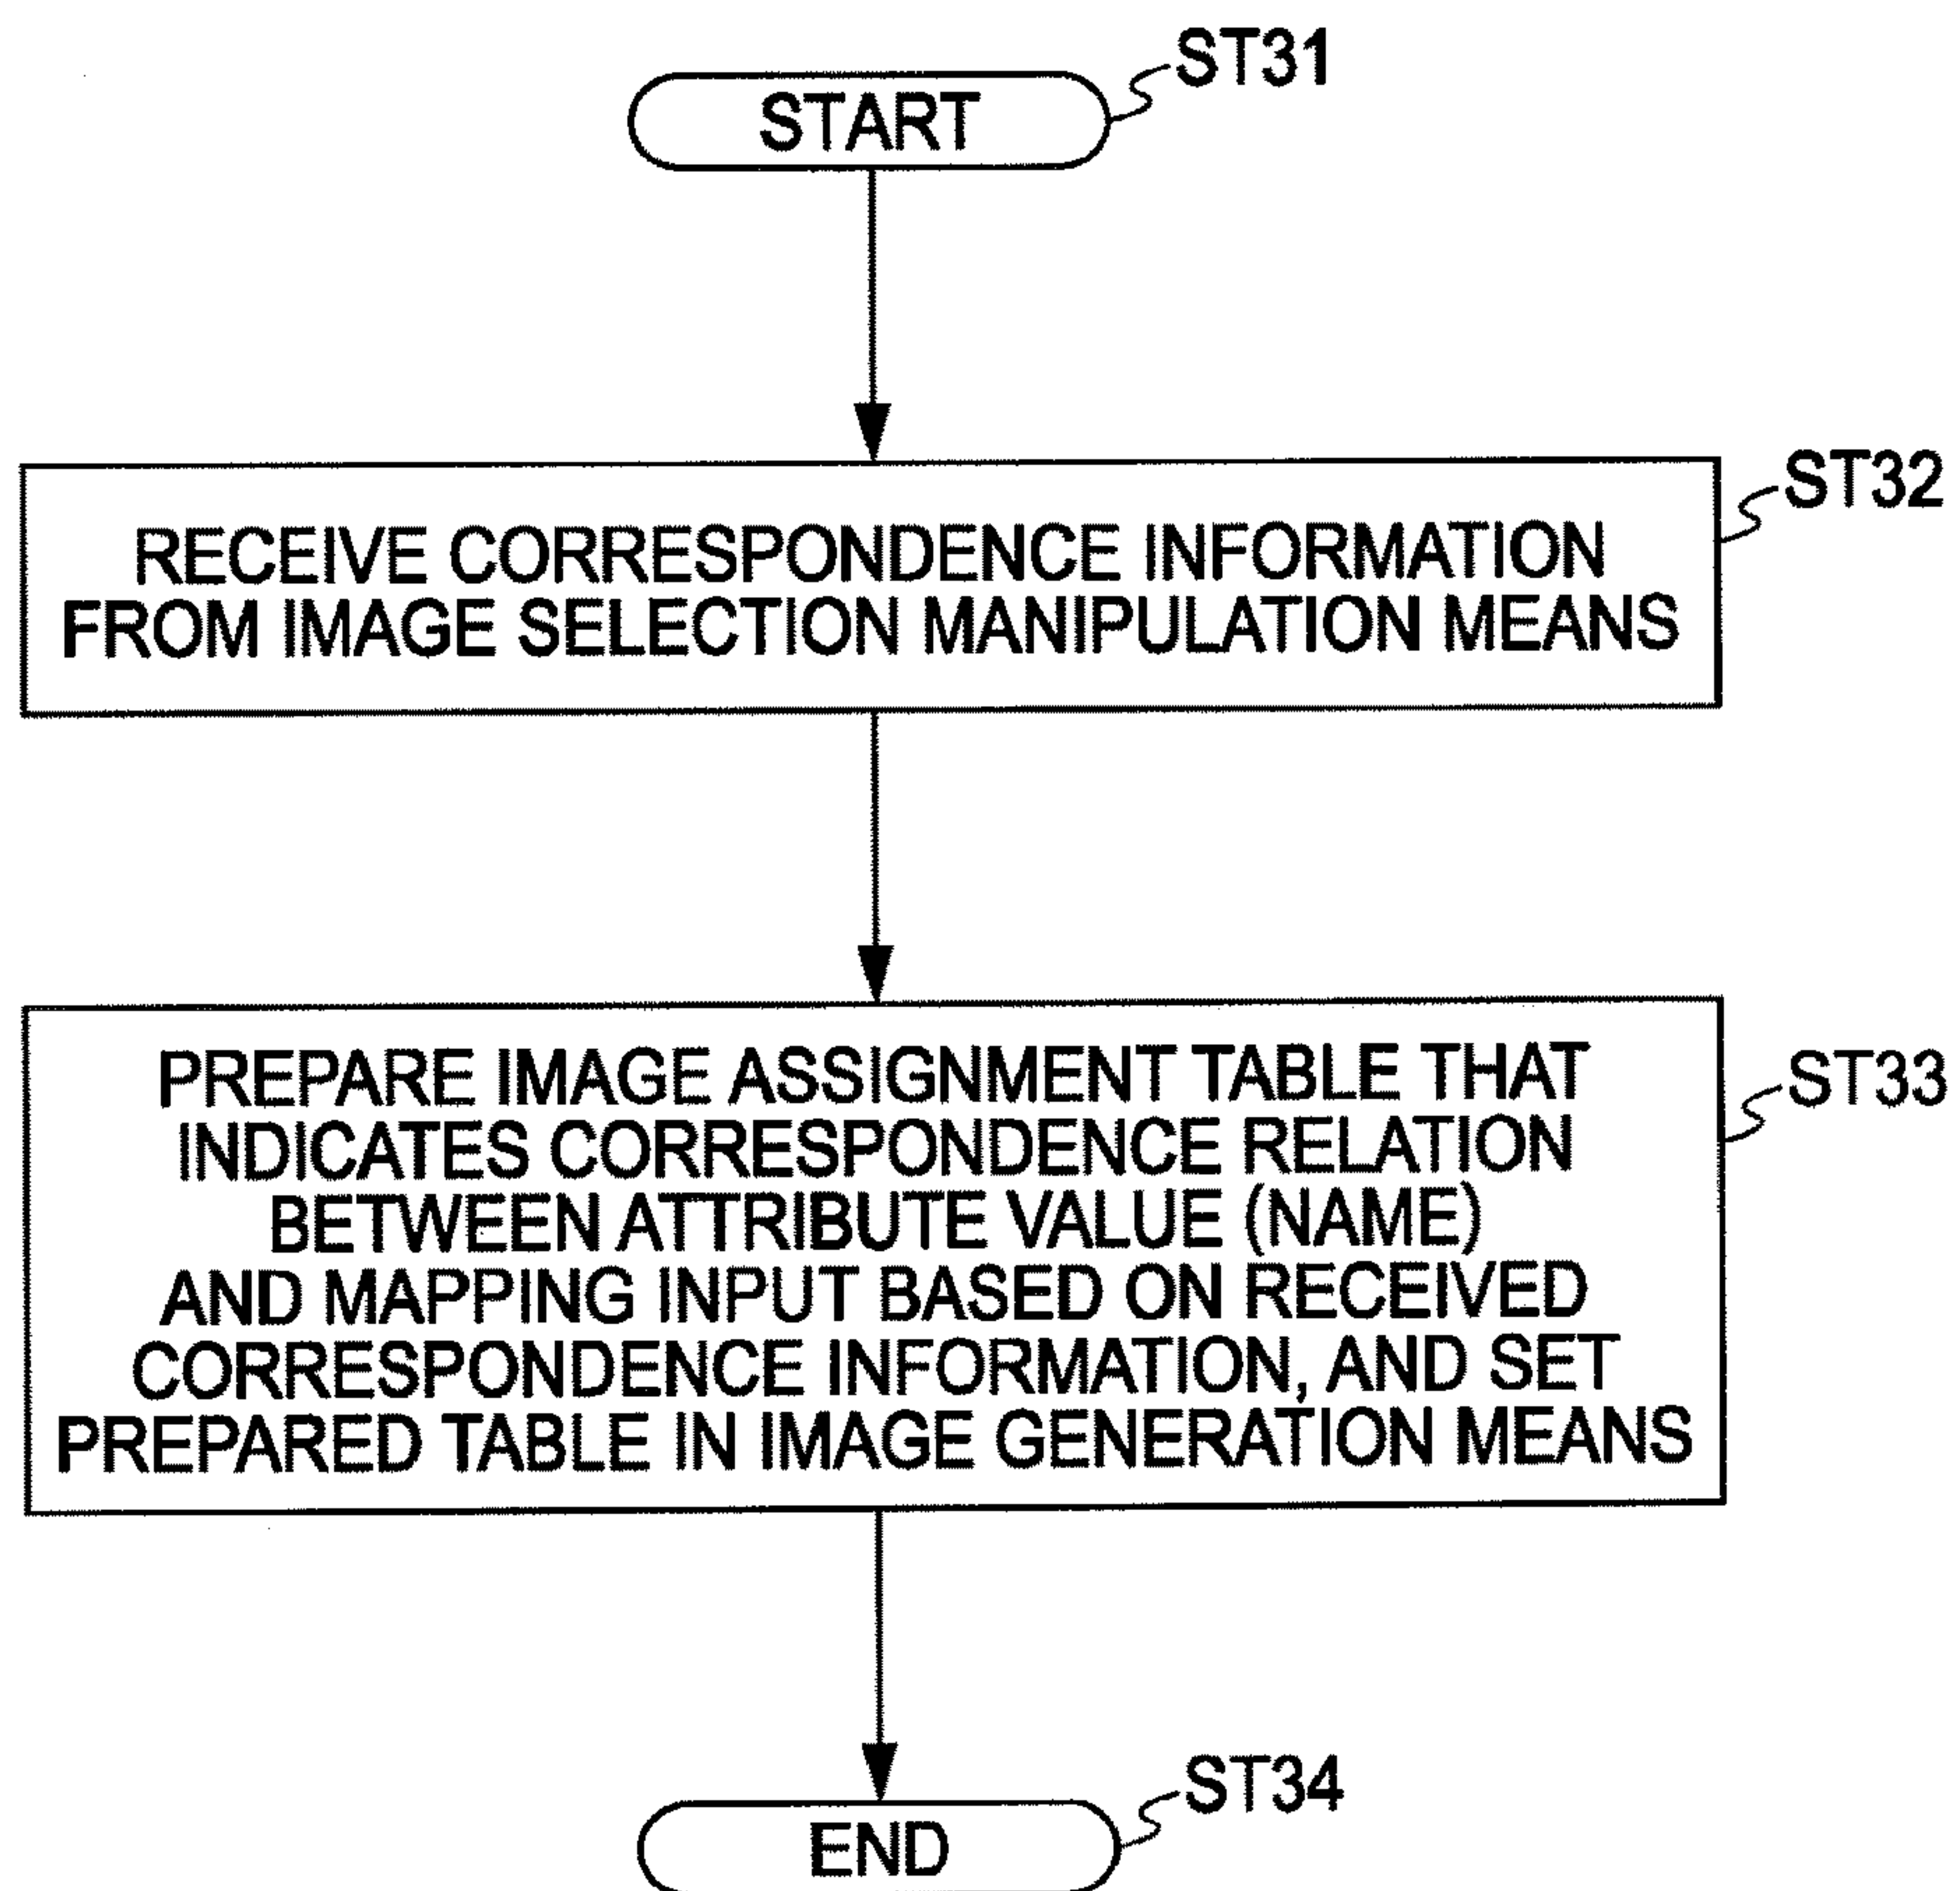 ST31
START
ST32
RECEIVE CORRESPONDENCE INFORMATION
FROM IMAGE SELECTION MANIPULATION MEANS
ST33
PREPARE IMAGE ASSIGNMENT TABLE THAT
INDICATES CORRESPONDENCE RELATION
BETWEEN ATTRIBUTE VALUE (NAME)
AND MAPPING INPUT BASED ON RECEIVED
CORRESPONDENCE INFORMATION, AND SET
PREPARED TABLE IN IMAGE GENERATION MEANS
ST34
END